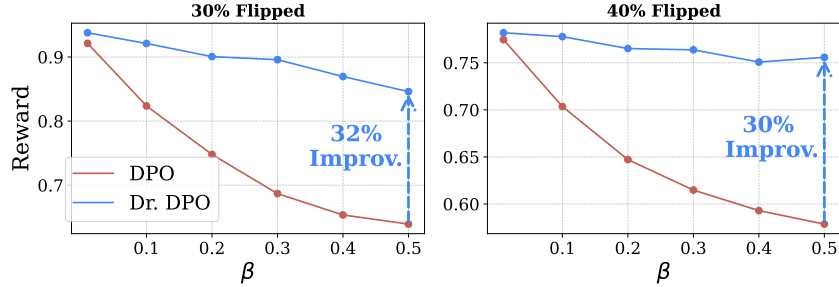 30% Flipped
Reward
0.9
0.8
0.7
32%
Improv.
DPO
Dr. DPO
0.1 0.2 0.3 0.4 0.5
β
40% Flipped
0.75
0.70
0.65
0.60
30%
Improv.
0.1 0.2 0.3 0.4 0.5
β